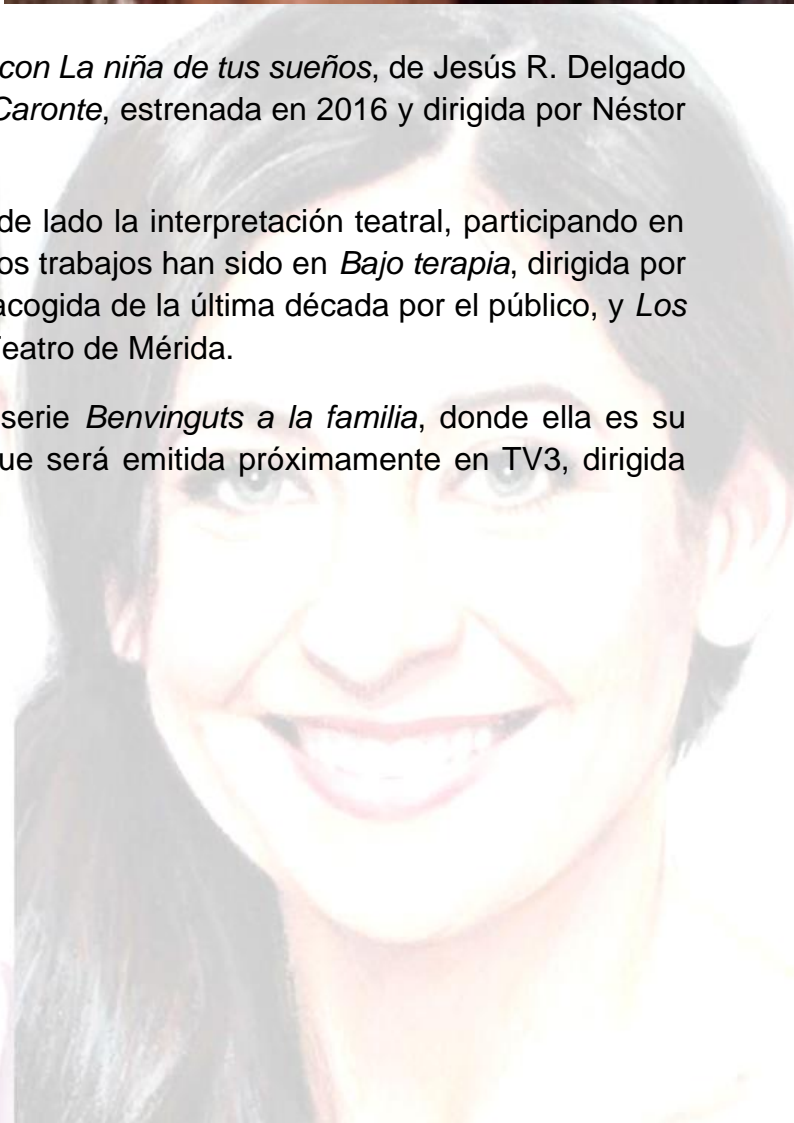 con La niña de tus sueños, de Jesús R. Delgado
Caronte, estrenada en 2016 y dirigida por Néstor
de lado la interpretación teatral, participando en
os trabajos han sido en Bajo terapia, dirigida por
acogida de la última década por el público, y Los
Teatro de Mérida.
serie Benvinguts a la familia, donde ella es su
ue será emitida próximamente en TV3, dirigida